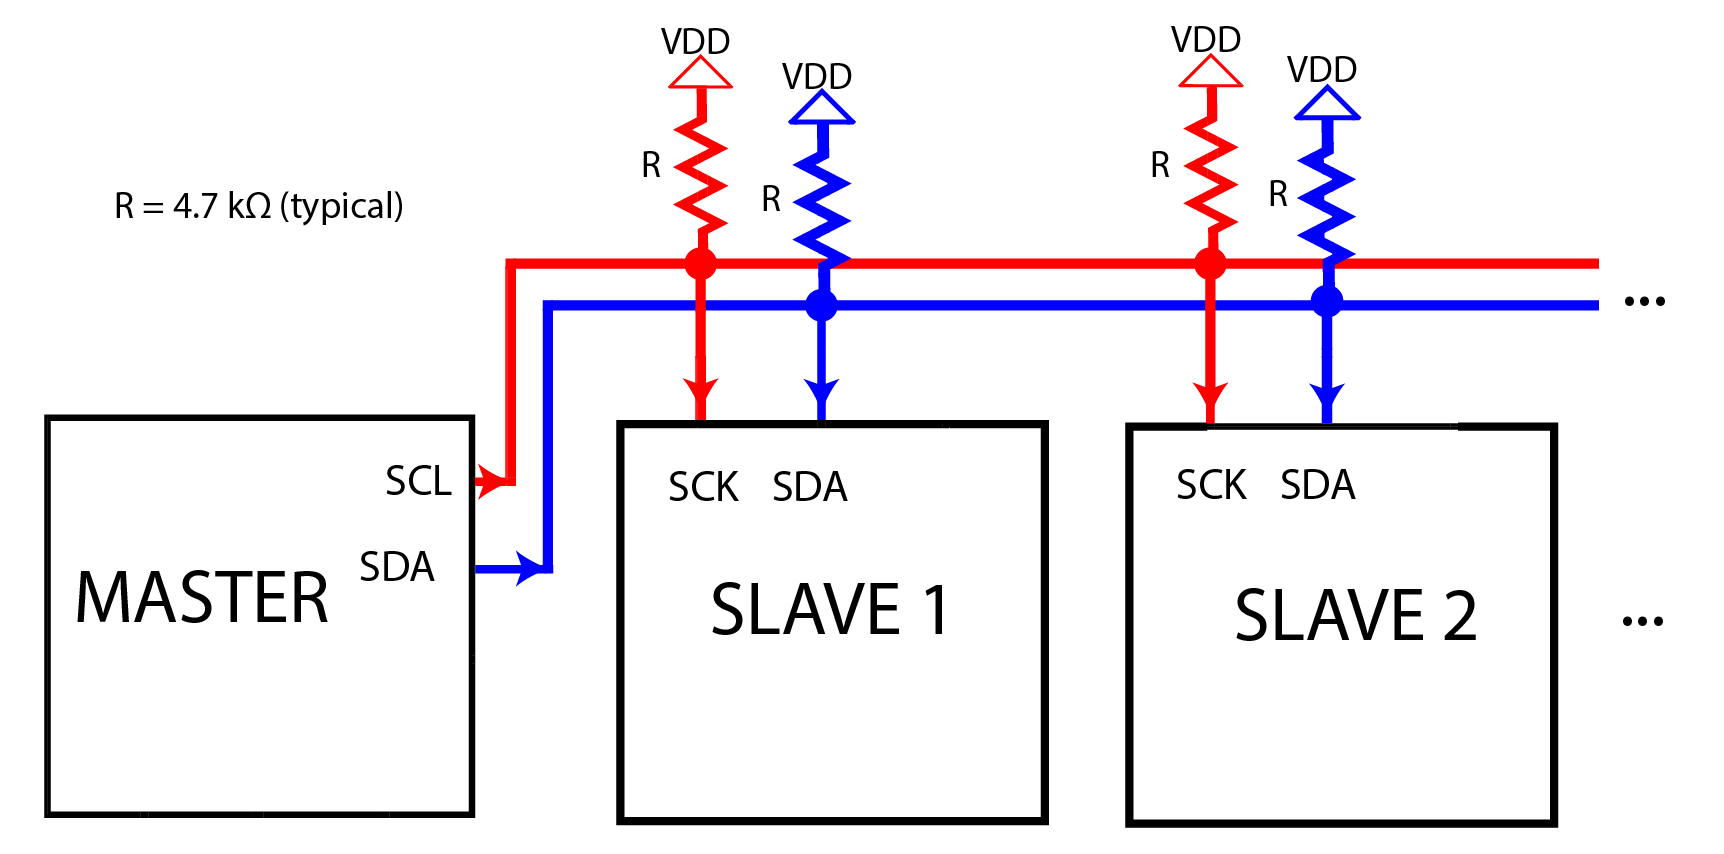 VDD
VDD
VDD
VDD
R
R
R
R
R = 4.7 kΩ (typical)
...
SCL
SDA
MASTER
SCK SDA
SLAVE 1
SCK SDA
SLAVE 2
...